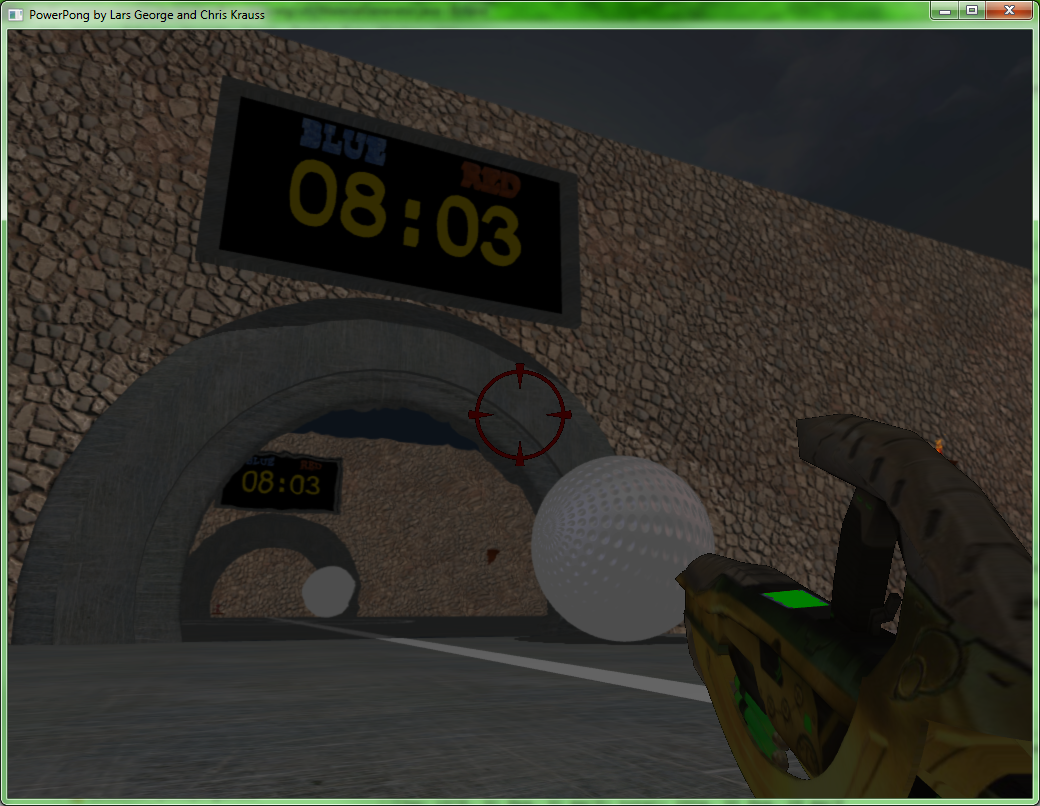 PowerPong by Lars George and Chris Krauss
BLUE RED
08:03
BLUE RED
08:03